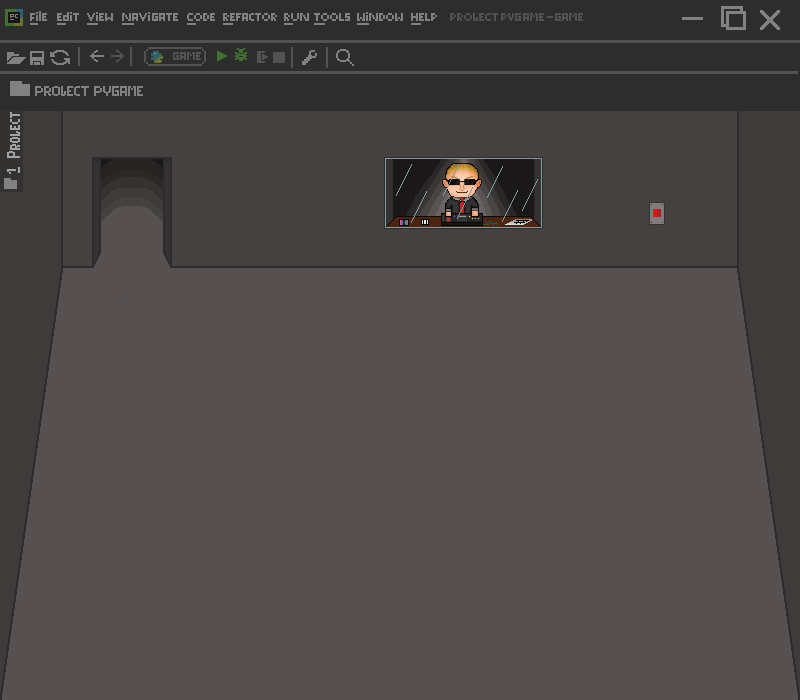 PC File Edit View Navigate Code Refactor Run Tools Window Help Project Pygame - Game
Game
Project Pygame
1 Project